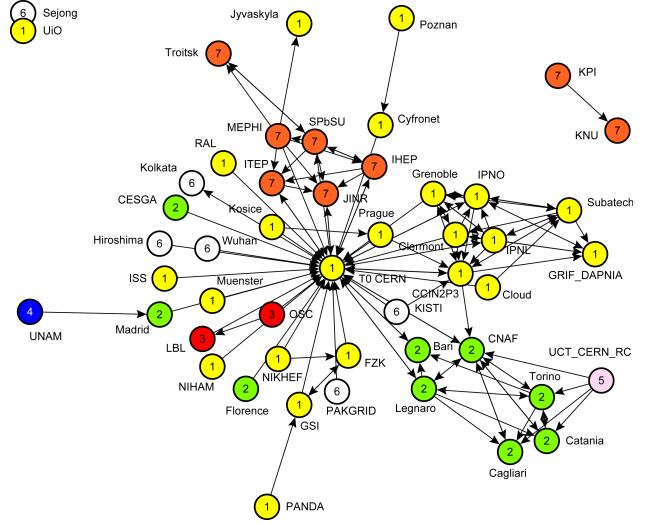 6 Sejong
1 UiO
Jyvaskyla 1
1 Poznan
Troitsk 7
7 KPI
MEPHI 7
SPbSU 7
1 Cyfronet
KNU 7
RAL 1
ITEP 7
IHEP 7
Kolkata 6
JINR 7
Grenoble 1
IPNO 1
CESGA 2
Kosice 1
Prague 1
Subatech 1
Hiroshima 6
6 Wuhan
Clermont 1
1 IPNL
1 GRIF_DAPNIA
ISS 1
Muenster 1
1 T0 CERN
1 CCIN2P3
1 Cloud
4 UNAM
Madrid 2
3 OSC
6 KISTI
LBL 3
Bari 2
2 CNAF
UCT_CERN_RC 5
NIHAM 1
1 NIKHEF
1 FZK
Florence 2
6 PAKGRID
Legnaro 2
Torino 2
1 GSI
2 Catania
2 Cagliari
1 PANDA